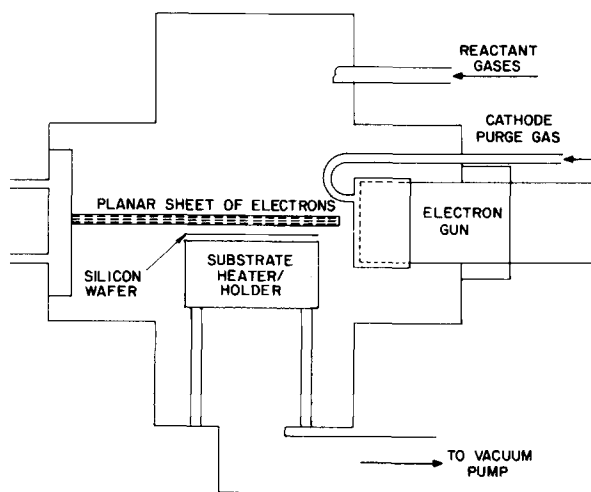 REACTANT
GASES
CATHODE
PURGE GAS
PLANAR SHEET OF ELECTRONS
ELECTRON
GUN
SILICON
WAFER
SUBSTRATE
HEATER/
HOLDER
TO VACUUM
PUMP